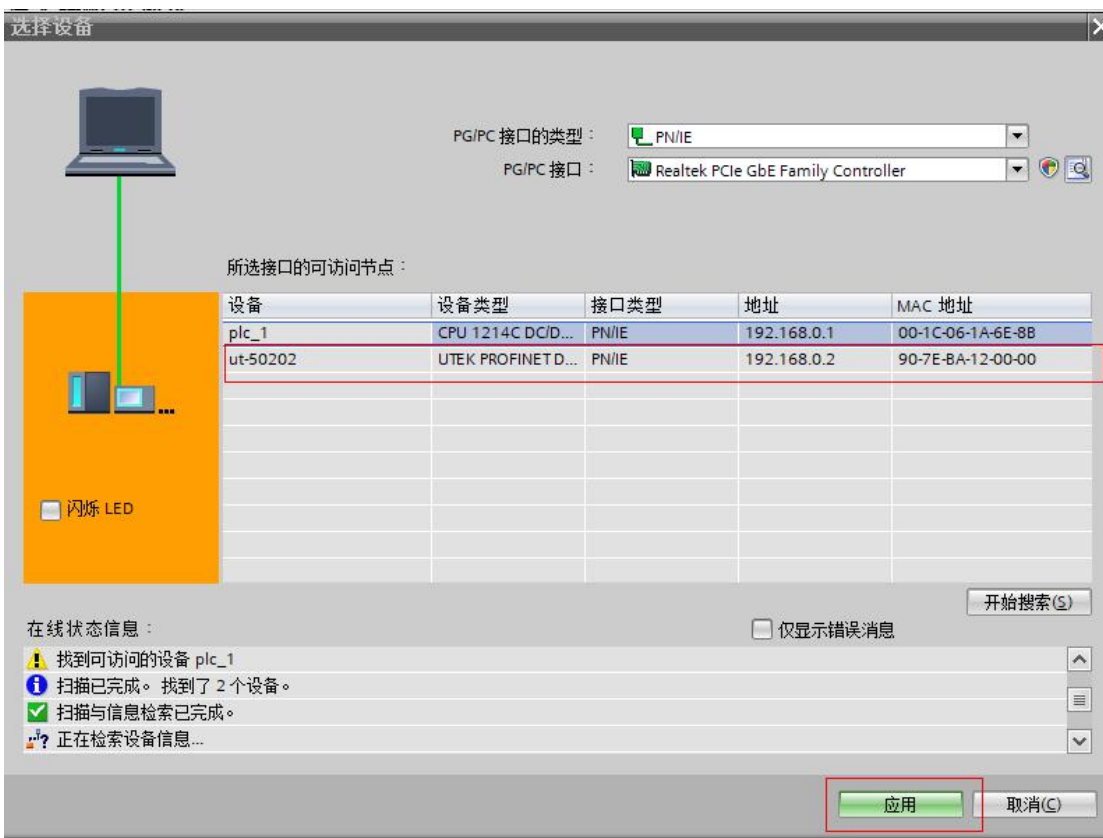 选择设备
PG/PC 接口的类型：
PN/IE
PG/PC 接口：
Realtek PCIe GbE Family Controller
所选接口的可访问节点：
设备 设备类型 接口类型 地址 MAC 地址
plc_1 CPU 1214C DC/D... PN/IE 192.168.0.1 00-1C-06-1A-6E-8B
ut-50202 UTEK PROFINET D... PN/IE 192.168.0.2 90-7E-BA-12-00-00
闪烁 LED
开始搜索(S)
在线状态信息：
仅显示错误消息
找到可访问的设备 plc_1
扫描已完成。 找到了 2 个设备。
扫描与信息检索已完成。
正在检索设备信息...
应用
取消(C)